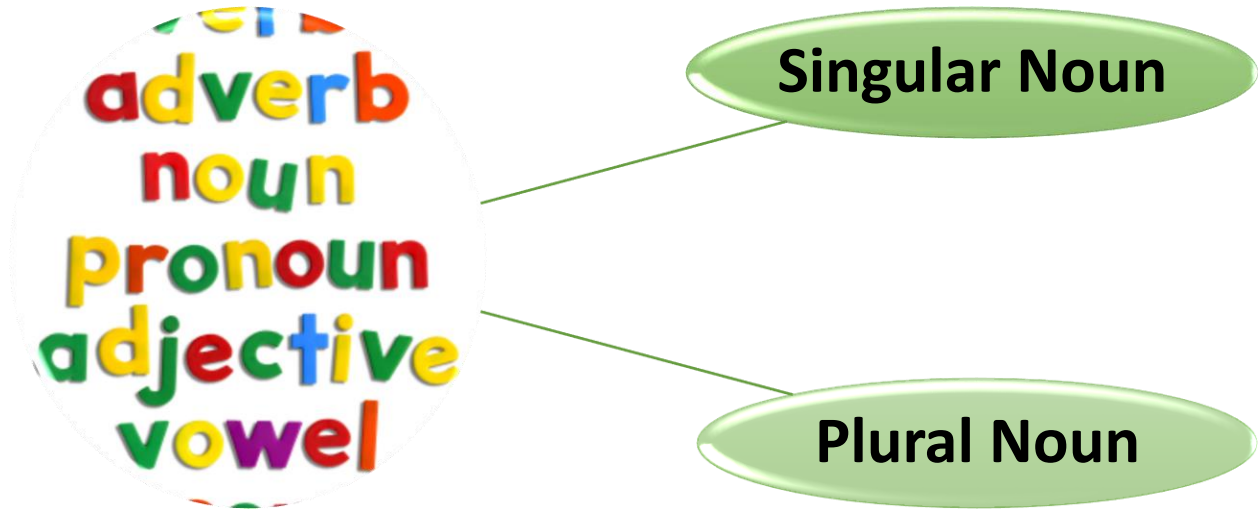 adverb
noun
pronoun
adjective
vowel
Singular Noun
Plural Noun